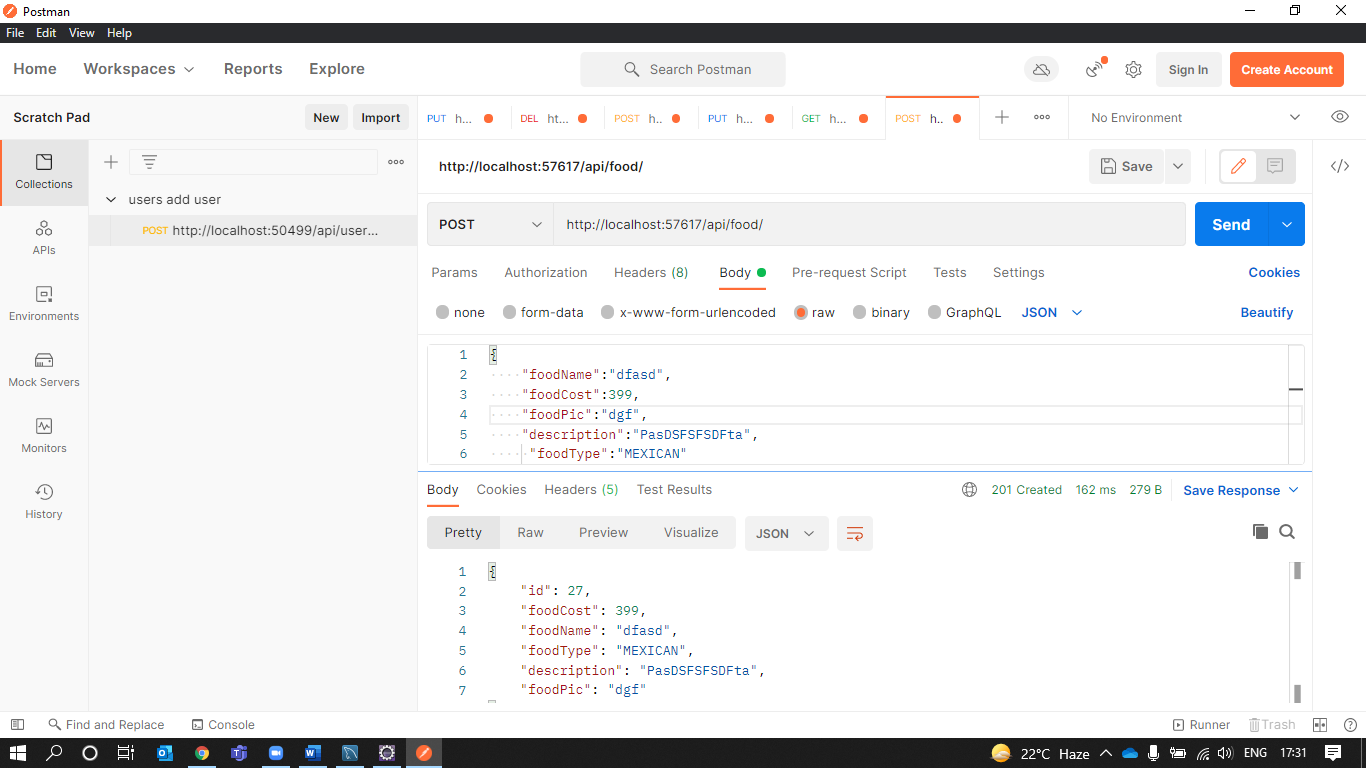 Postman
File Edit View Help
Home Workspaces Reports Explore Search Postman Sign In Create Account
Scratch Pad New Import PUT h... DEL ht... POST h.. PUT h... GET h... POST h.. No Environment
http://localhost:57617/api/food/ Save
Collections
users add user
POST http://localhost:50499/api/user...
POST http://localhost:57617/api/food/ Send
APIs
Params Authorization Headers (8) Body Pre-request Script Tests Settings Cookies
Environments
none form-data x-www-form-urlencoded raw binary GraphQL JSON Beautify
Mock Servers
Monitors
History
1 {
2 "foodName":"dfasd",
3 "foodCost":399,
4 "foodPic":"dgf",
5 "description":"PasDSFSFSDFta",
6 "foodType":"MEXICAN"
Body Cookies Headers (5) Test Results 201 Created 162 ms 279 B Save Response
Pretty Raw Preview Visualize JSON
1 {
2 "id": 27,
3 "foodCost": 399,
4 "foodName": "dfasd",
5 "foodType": "MEXICAN",
6 "description": "PasDSFSFSDFta",
7 "foodPic": "dgf"
Find and Replace Console Runner Trash
22°C Haze ENG 17:31